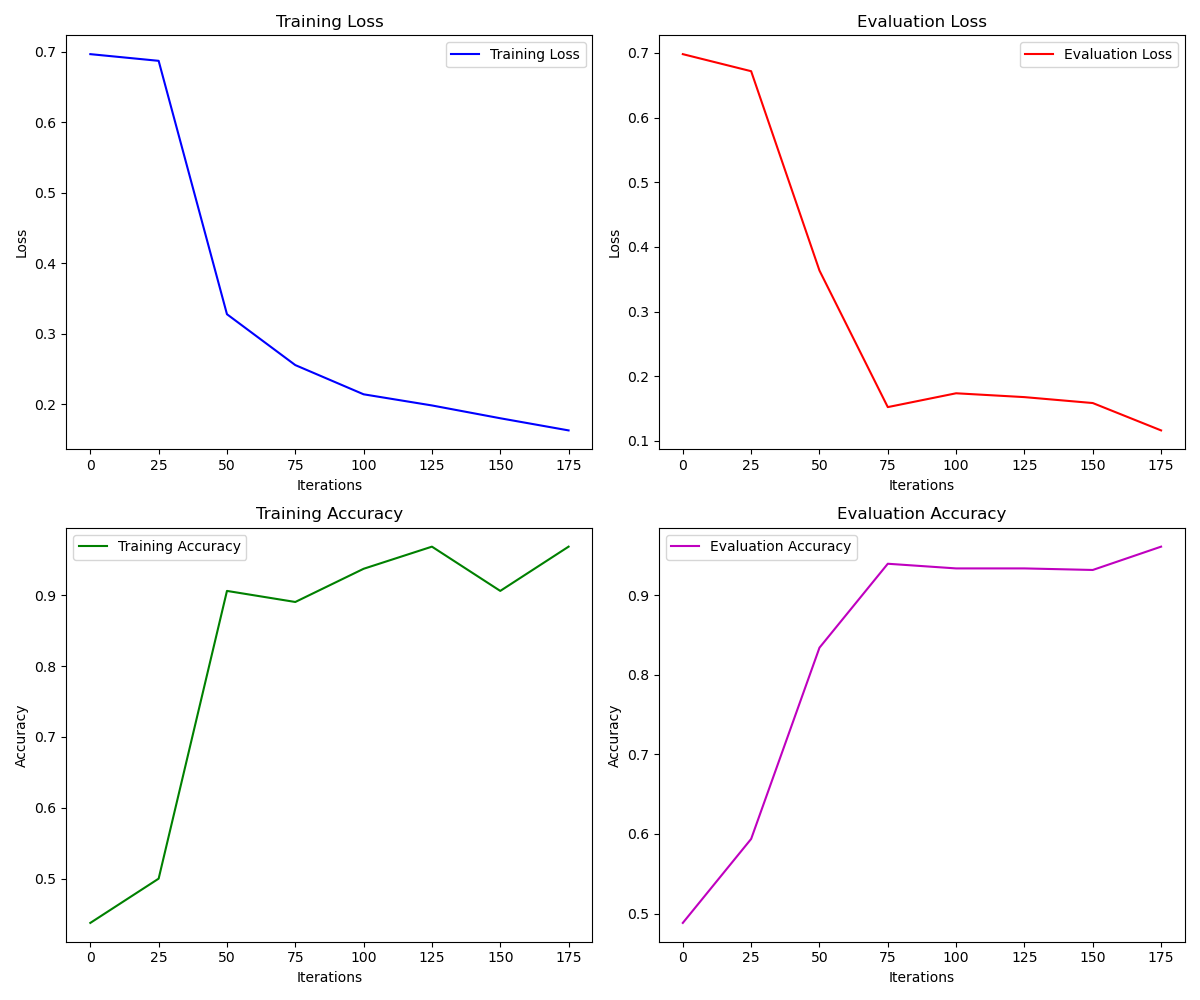 Training Loss
Training Loss
0.7
0.6
0.5
0.4
0.3
0.2
Loss
0 25 50 75 100 125 150 175
Iterations
Evaluation Loss
Evaluation Loss
0.7
0.6
0.5
0.4
0.3
0.2
0.1
Loss
0 25 50 75 100 125 150 175
Iterations
Training Accuracy
Training Accuracy
0.9
0.8
0.7
0.6
0.5
Accuracy
0 25 50 75 100 125 150 175
Iterations
Evaluation Accuracy
Evaluation Accuracy
0.9
0.8
0.7
0.6
0.5
Accuracy
0 25 50 75 100 125 150 175
Iterations